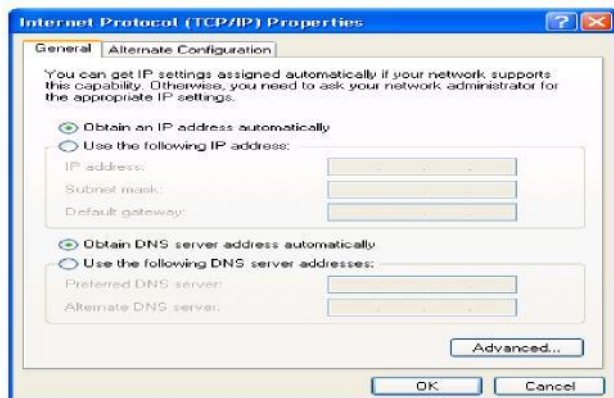 Internet Protocol (TCP/IP) Properties
General Alternate Configuration
You can get IP settings assigned automatically if your network supports
this capability. Otherwise, you need to ask your network administrator for
the appropriate IP settings.
Obtain an IP address automatically
Use the following IP address:
IP address:
Subnet mask:
Default gateway:
Obtain DNS server address automatically
Use the following DNS server addresses:
Preferred DNS server:
Alternate DNS server:
Advanced...
OK Cancel